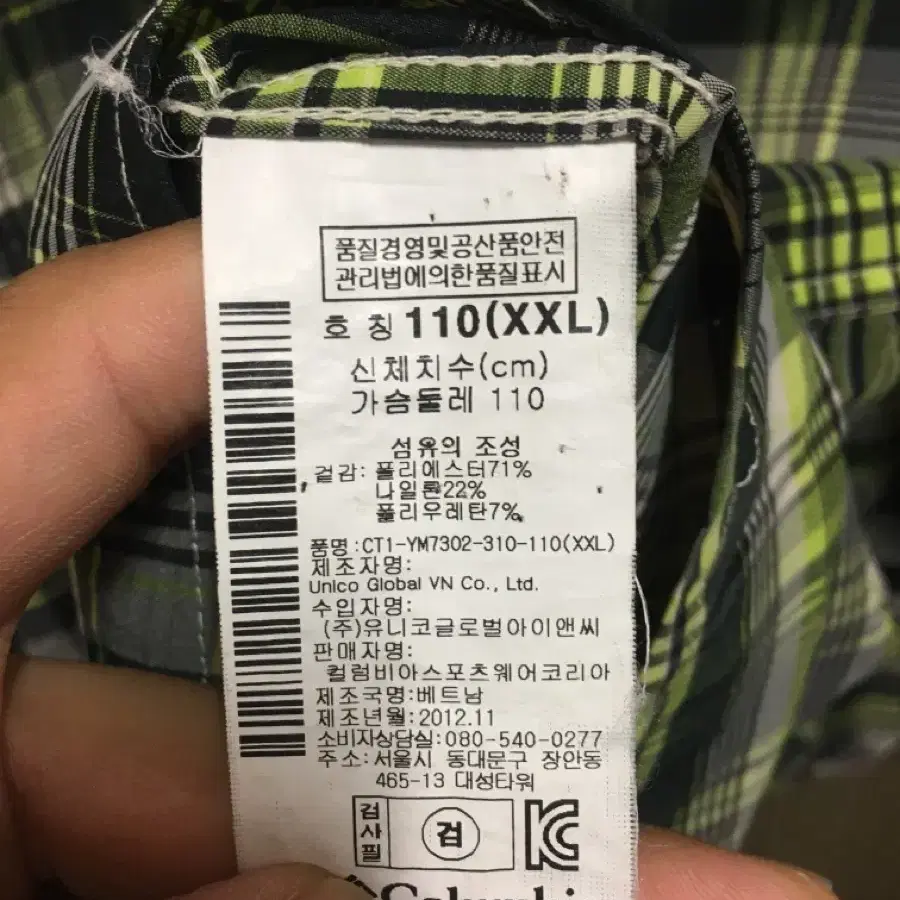 품질경영및공산품안전
관리법에의한품질표시
호 칭 110(XXL)
신체치수(cm)
가슴둘레 110
섬유의 조성
겉감: 폴리에스터71%
나일론22%
폴리우레탄7%
품명:CT1-YM7302-310-110(XXL)
제조자명:
Unico Global VN Co., Ltd.
수입자명:
(주)유니코글로벌아이앤씨
판매자명:
컬럼비아스포츠웨어코리아
제조국명:베트남
제조년월:2012.11
소비자상담실:080-540-0277
주소:서울시 동대문구 장안동
465-13 대성타워
검사필
검